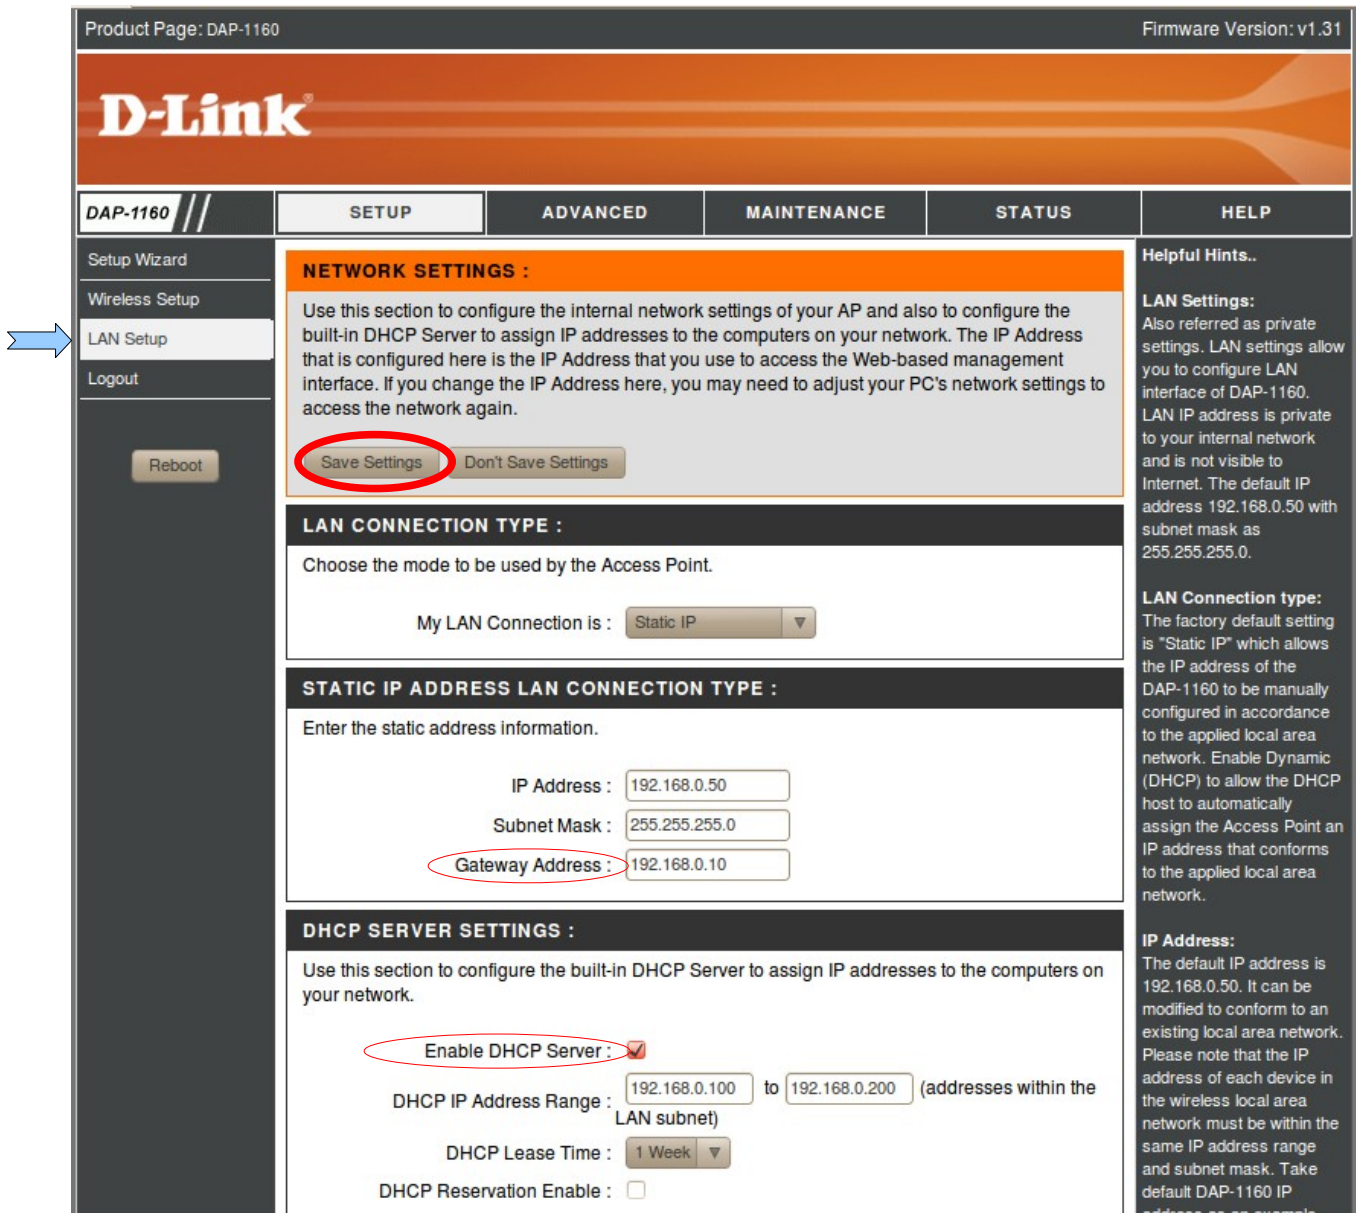 Product Page: DAP-1160
Firmware Version: v1.31
D-Link®
DAP-1160
SETUP
ADVANCED
MAINTENANCE
STATUS
HELP
Setup Wizard
Wireless Setup
LAN Setup
Logout
Reboot
NETWORK SETTINGS :
Use this section to configure the internal network settings of your AP and also to configure the
built-in DHCP Server to assign IP addresses to the computers on your network. The IP Address
that is configured here is the IP Address that you use to access the Web-based management
interface. If you change the IP Address here, you may need to adjust your PC's network settings to
access the network again.
Save Settings
Don't Save Settings
LAN CONNECTION TYPE :
Choose the mode to be used by the Access Point.
My LAN Connection is : Static IP
STATIC IP ADDRESS LAN CONNECTION TYPE :
Enter the static address information.
IP Address : 192.168.0.50
Subnet Mask : 255.255.255.0
Gateway Address : 192.168.0.10
DHCP SERVER SETTINGS :
Use this section to configure the built-in DHCP Server to assign IP addresses to the computers on
your network.
Enable DHCP Server :
DHCP IP Address Range : 192.168.0.100 to 192.168.0.200 (addresses within the
LAN subnet)
DHCP Lease Time : 1 Week
DHCP Reservation Enable :
Helpful Hints..
LAN Settings:
Also referred as private
settings. LAN settings allow
you to configure LAN
interface of DAP-1160.
LAN IP address is private
to your internal network
and is not visible to
Internet. The default IP
address 192.168.0.50 with
subnet mask as
255.255.255.0.
LAN Connection type:
The factory default setting
is "Static IP" which allows
the IP address of the
DAP-1160 to be manually
configured in accordance
to the applied local area
network. Enable Dynamic
(DHCP) to allow the DHCP
host to automatically
assign the Access Point an
IP address that conforms
to the applied local area
network.
IP Address:
The default IP address is
192.168.0.50. It can be
modified to conform to an
existing local area network.
Please note that the IP
address of each device in
the wireless local area
network must be within the
same IP address range
and subnet mask. Take
default DAP-1160 IP
address as an example